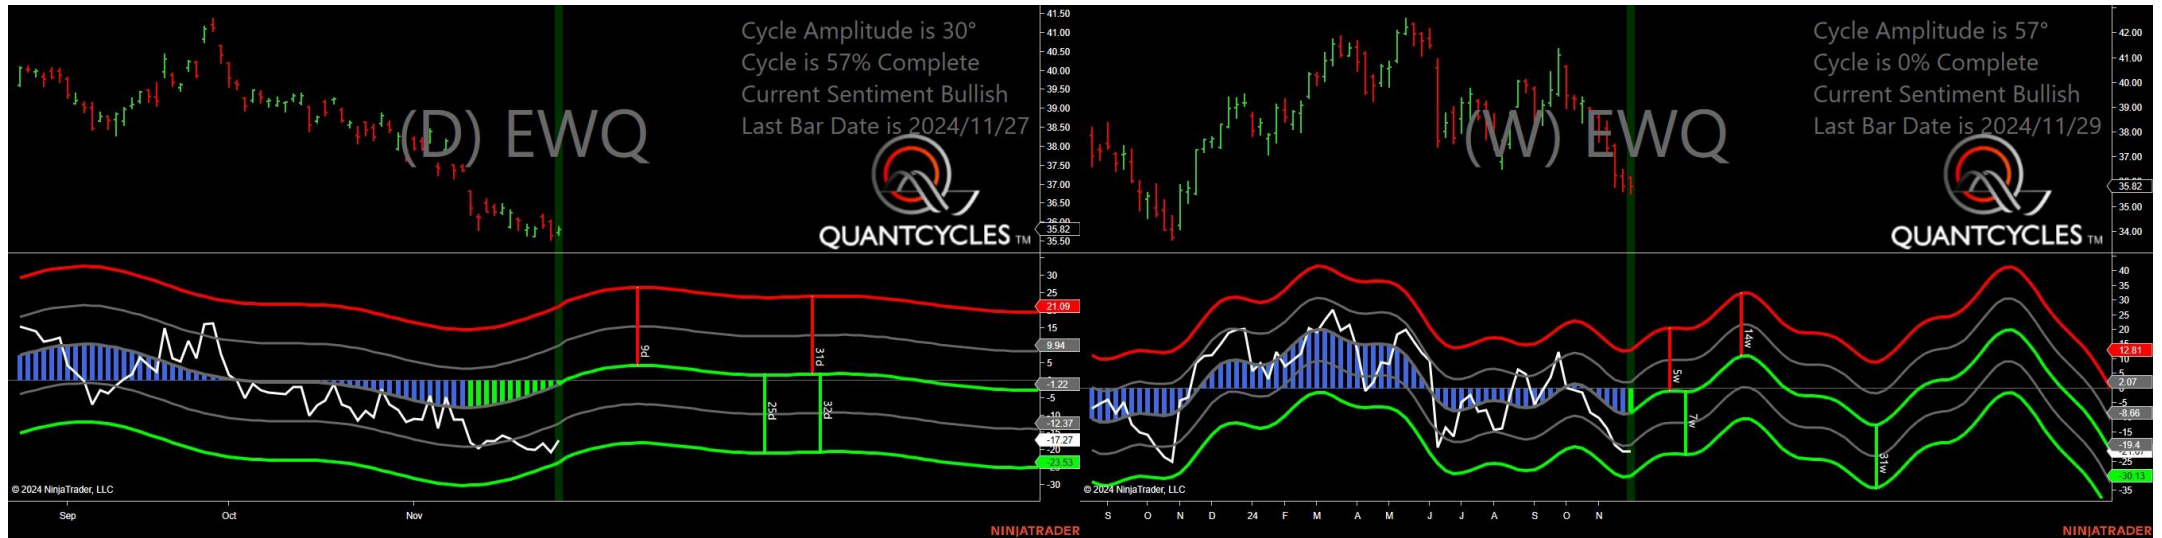 Cycle Amplitude is 30°
Cycle is 57% Complete
Current Sentiment Bullish
Last Bar Date is 2024/11/27
(D) EWQ
QUANTCYCLES TM
41.50
41.00
40.50
40.00
39.50
39.00
38.50
38.00
37.50
37.00
36.50
36.00
35.82
35.50
30
25
21.09
15
9.94
5
-1.22
-5
-10
-12.37
-17.27
-20
-23.53
-30
9d
31d
25d
32d
© 2024 NinjaTrader, LLC
Sep Oct Nov
NINJATRADER
Cycle Amplitude is 57°
Cycle is 0% Complete
Current Sentiment Bullish
Last Bar Date is 2024/11/29
(W) EWQ
QUANTCYCLES TM
42.00
41.00
40.00
39.00
38.00
37.00
35.82
35.00
34.00
40
35
30
25
20
12.81
5
2.07
-5
-8.66
-15
-19.4
-25
-30.13
-35
5w
14w
7w
31w
© 2024 NinjaTrader, LLC
S O N D 24 F M A M J J A S O N
NINJATRADER